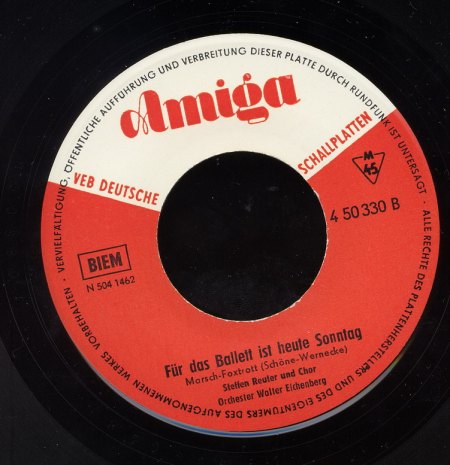 VERVIELFÄLTIGUNG, ÖFFENTLICHE AUFFÜHRUNG UND VERBREITUNG DIESER PLATTE DURCH RUNDFUNK IST UNTERSAGT · ALLE RECHTE DES PLATTENHERSTELLERS UND DES EIGENTÜMERS DES AUFGENOMMENEN WERKES VORBEHALTEN ·
Amiga
VEB DEUTSCHE SCHALLPLATTEN
M
45
4 50 330 B
BIEM
N 504 1462
Für das Ballett ist heute Sonntag
Marsch-Foxtrott (Schöne-Wernecke)
Steffen Reuter und Chor
Orchester Walter Eichenberg